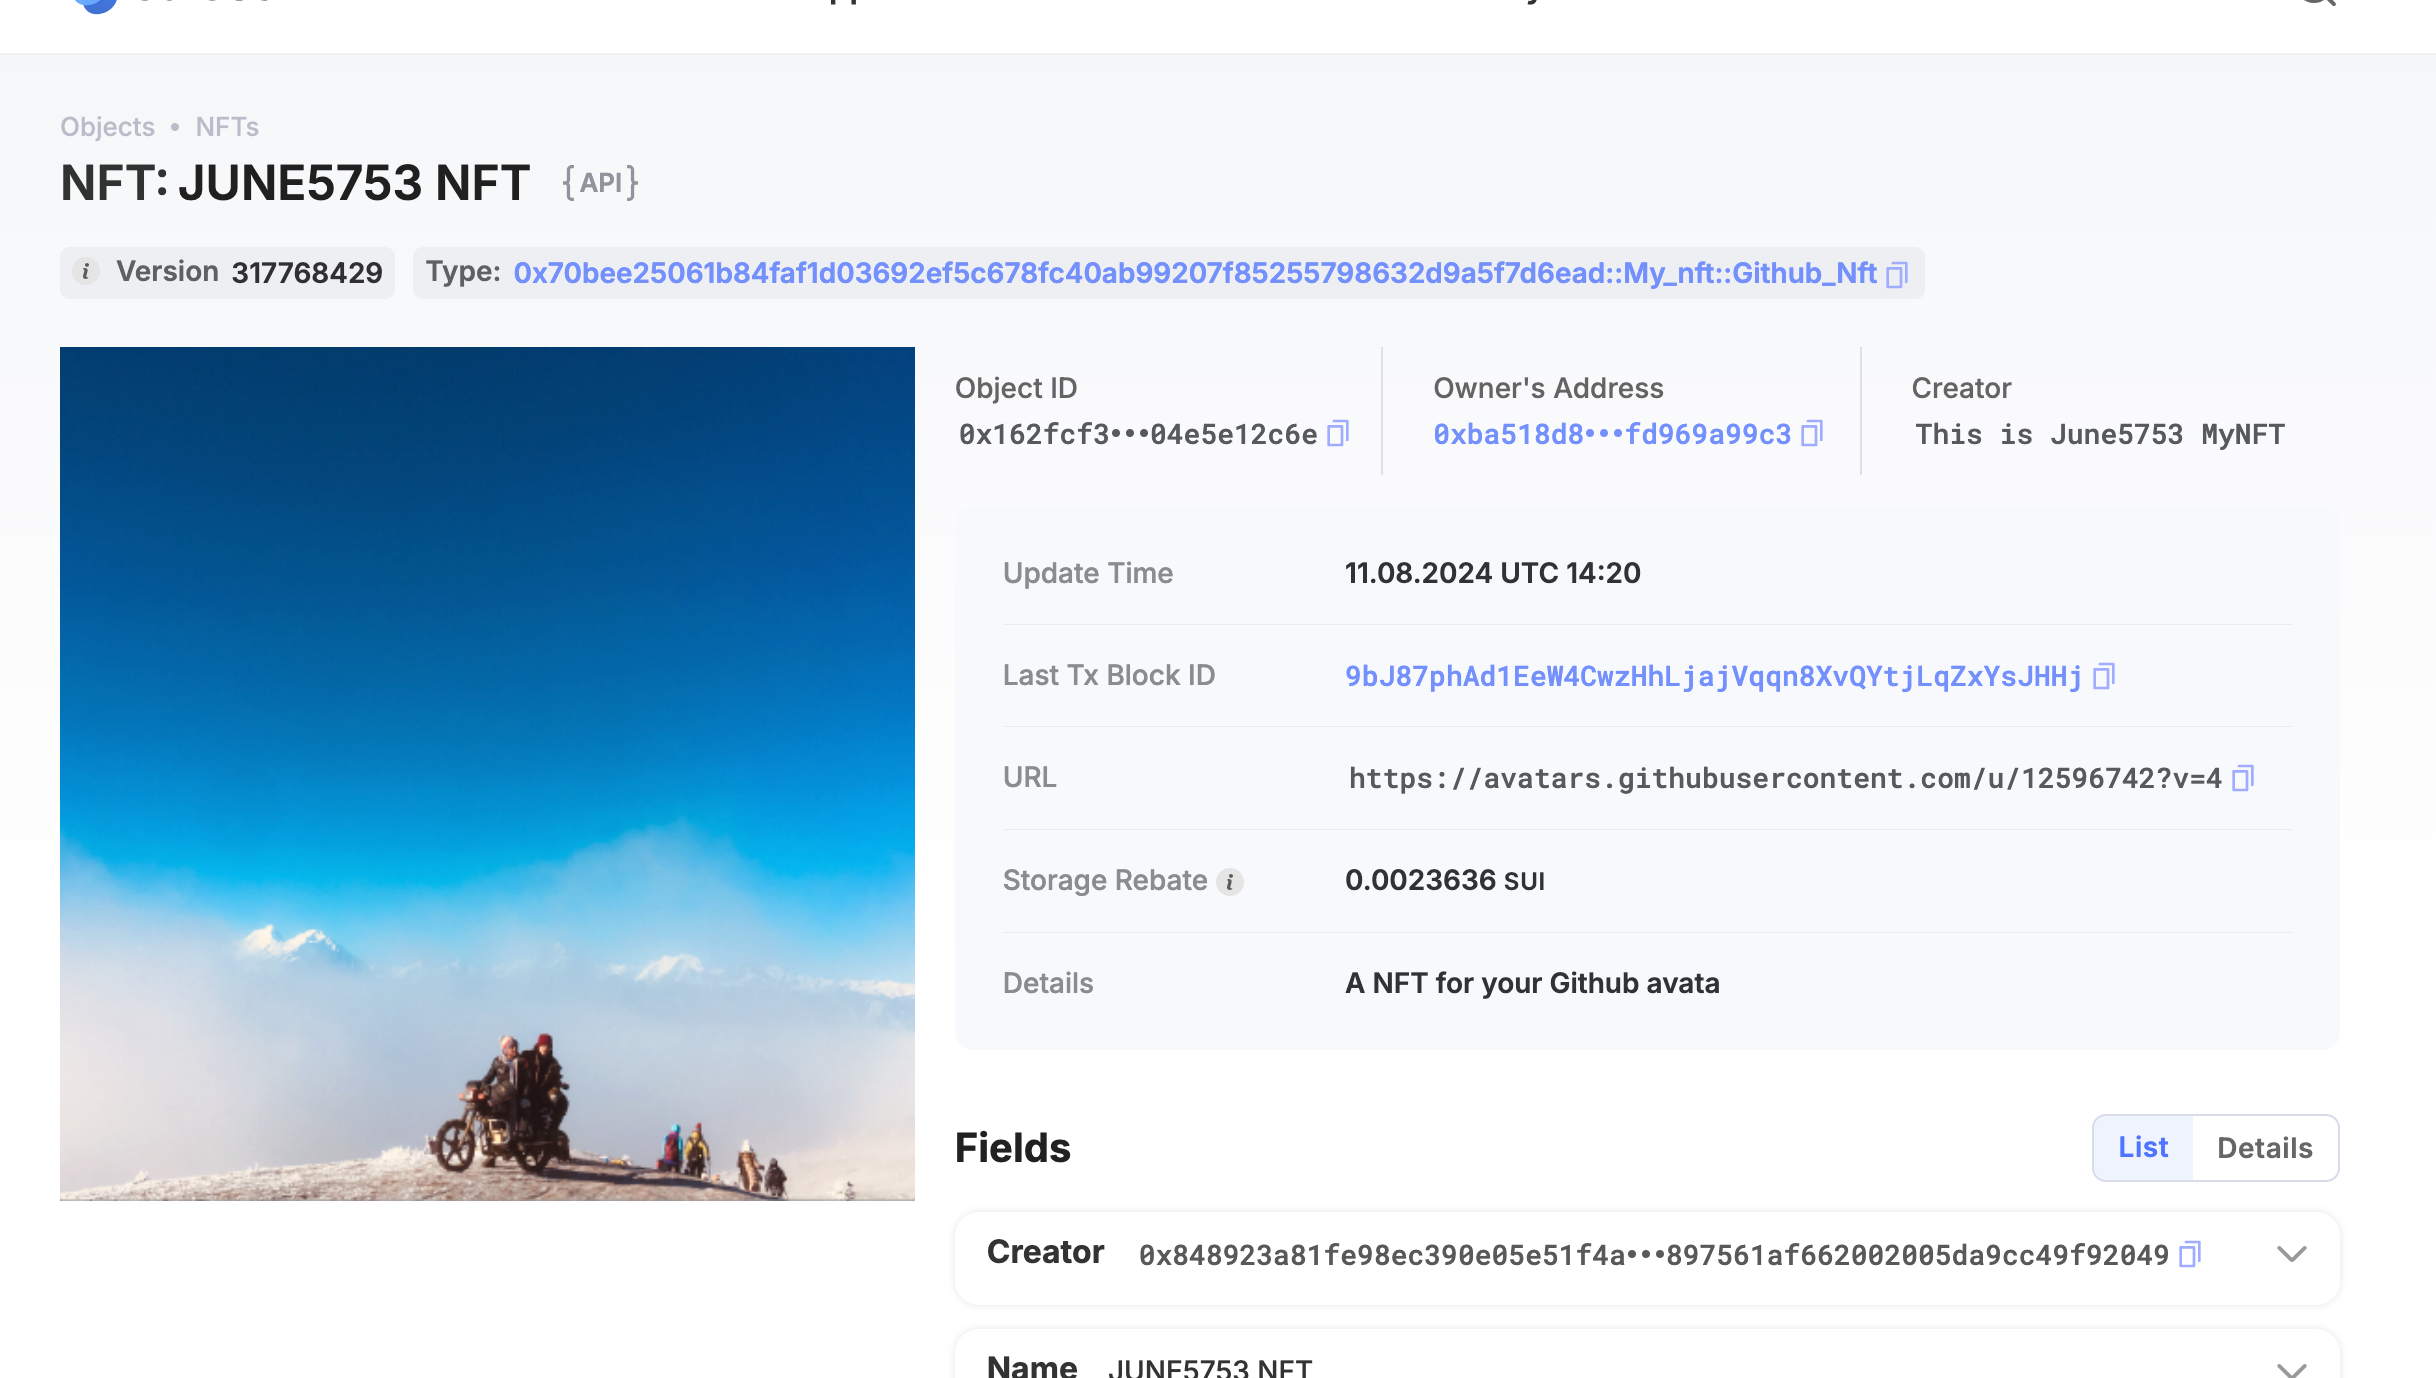 Objects • NFTs
NFT: JUNE5753 NFT {API}
i Version 317768429 Type: 0x70bee25061b84faf1d03692ef5c678fc40ab99207f85255798632d9a5f7d6ead::My_nft::Github_Nft
Object ID
0x162fcf3•••04e5e12c6e
Owner's Address
0xba518d8•••fd969a99c3
Creator
This is June5753 MyNFT
Update Time 11.08.2024 UTC 14:20
Last Tx Block ID 9bJ87phAd1EeW4CwzHhLjajVqqn8XvQYtjLqZxYsJHHj
URL https://avatars.githubusercontent.com/u/12596742?v=4
Storage Rebate i 0.0023636 SUI
Details A NFT for your Github avata
Fields
List Details
Creator 0x848923a81fe98ec390e05e51f4a•••897561af662002005da9cc49f92049
Name JUNE5753 NFT